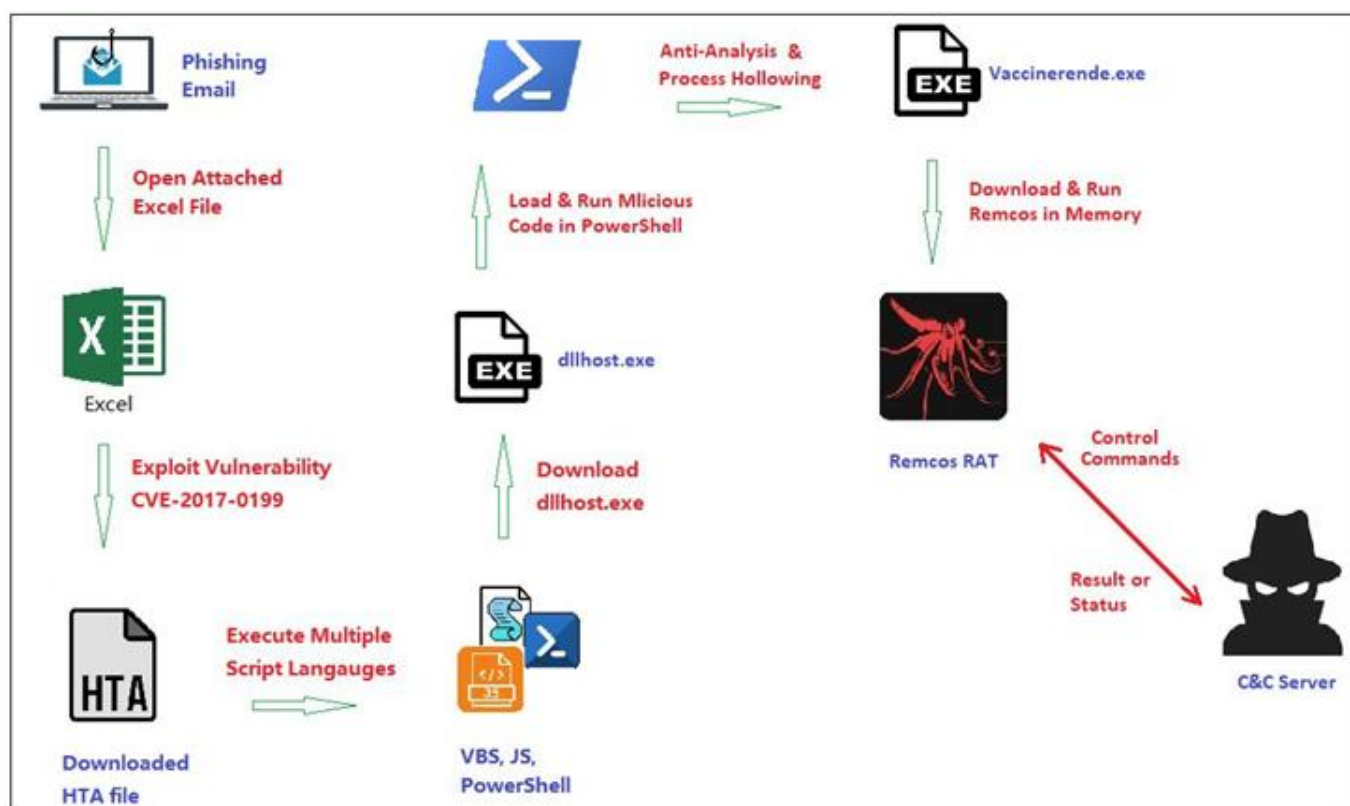 Phishing
Email
Open Attached
Excel File
X
Excel
Exploit Vulnerability
CVE-2017-0199
HTA
Downloaded
HTA file
Execute Multiple
Script Langauges
</>
JS
VBS, JS,
PowerShell
Download
dllhost.exe
EXE
dllhost.exe
Load & Run Mlicious
Code in PowerShell
Anti-Analysis &
Process Hollowing
EXE
Vaccinerende.exe
Download & Run
Remcos in Memory
Remcos RAT
Control
Commands
Result or
Status
C&C Server